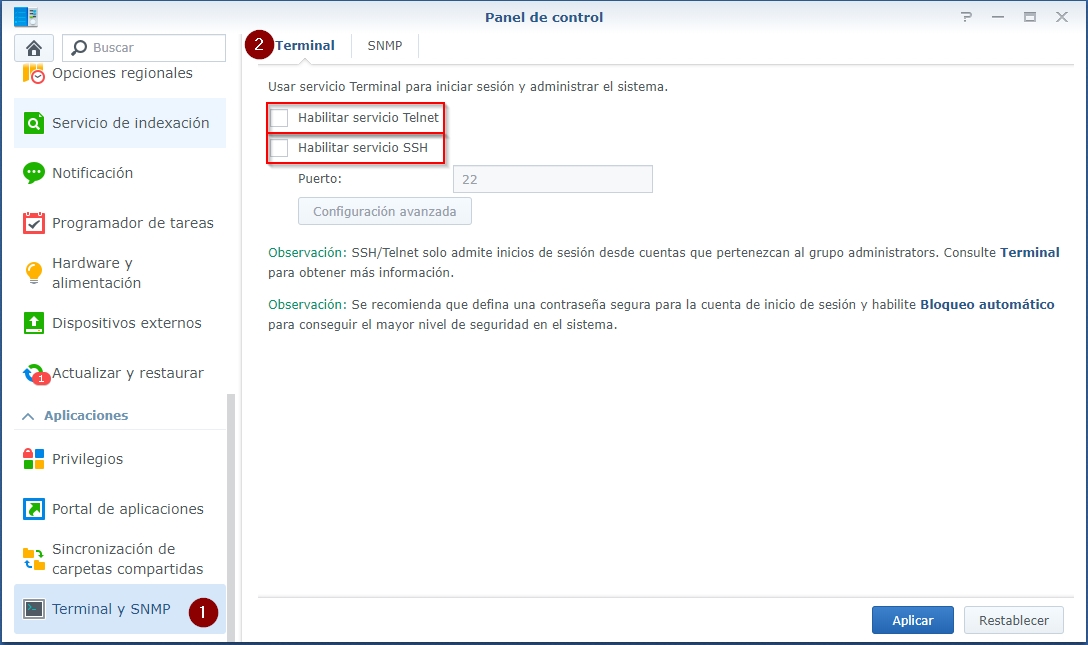 Panel de control
Buscar
Opciones regionales
Servicio de indexación
Notificación
Programador de tareas
Hardware y
alimentación
Dispositivos externos
1
Actualizar y restaurar
Aplicaciones
Privilegios
Portal de aplicaciones
Sincronización de
carpetas compartidas
Terminal y SNMP
1
2
Terminal
SNMP
Usar servicio Terminal para iniciar sesión y administrar el sistema.
Habilitar servicio Telnet
Habilitar servicio SSH
Puerto:
22
Configuración avanzada
Observación: SSH/Telnet solo admite inicios de sesión desde cuentas que pertenezcan al grupo administrators. Consulte Terminal
para obtener más información.
Observación: Se recomienda que defina una contraseña segura para la cuenta de inicio de sesión y habilite Bloqueo automático
para conseguir el mayor nivel de seguridad en el sistema.
Aplicar
Restablecer